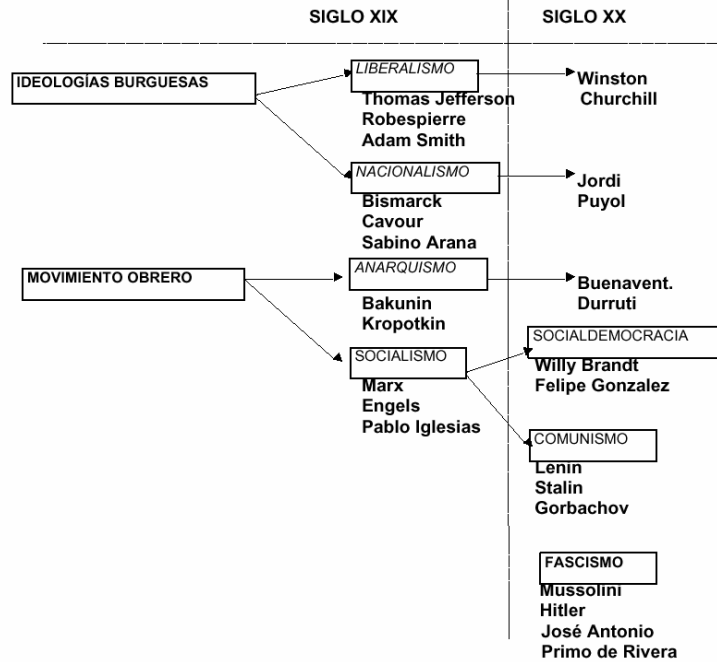 SIGLO XIX
SIGLO XX
IDEOLOGÍAS BURGUESAS
LIBERALISMO
Thomas Jefferson
Robespierre
Adam Smith
Winston
Churchill
NACIONALISMO
Bismarck
Cavour
Sabino Arana
Jordi
Puyol
MOVIMIENTO OBRERO
ANARQUISMO
Bakunin
Kropotkin
Buenavent.
Durruti
SOCIALISMO
Marx
Engels
Pablo Iglesias
SOCIALDEMOCRACIA
Willy Brandt
Felipe Gonzalez
COMUNISMO
Lenin
Stalin
Gorbachov
FASCISMO
Mussolini
Hitler
José Antonio
Primo de Rivera